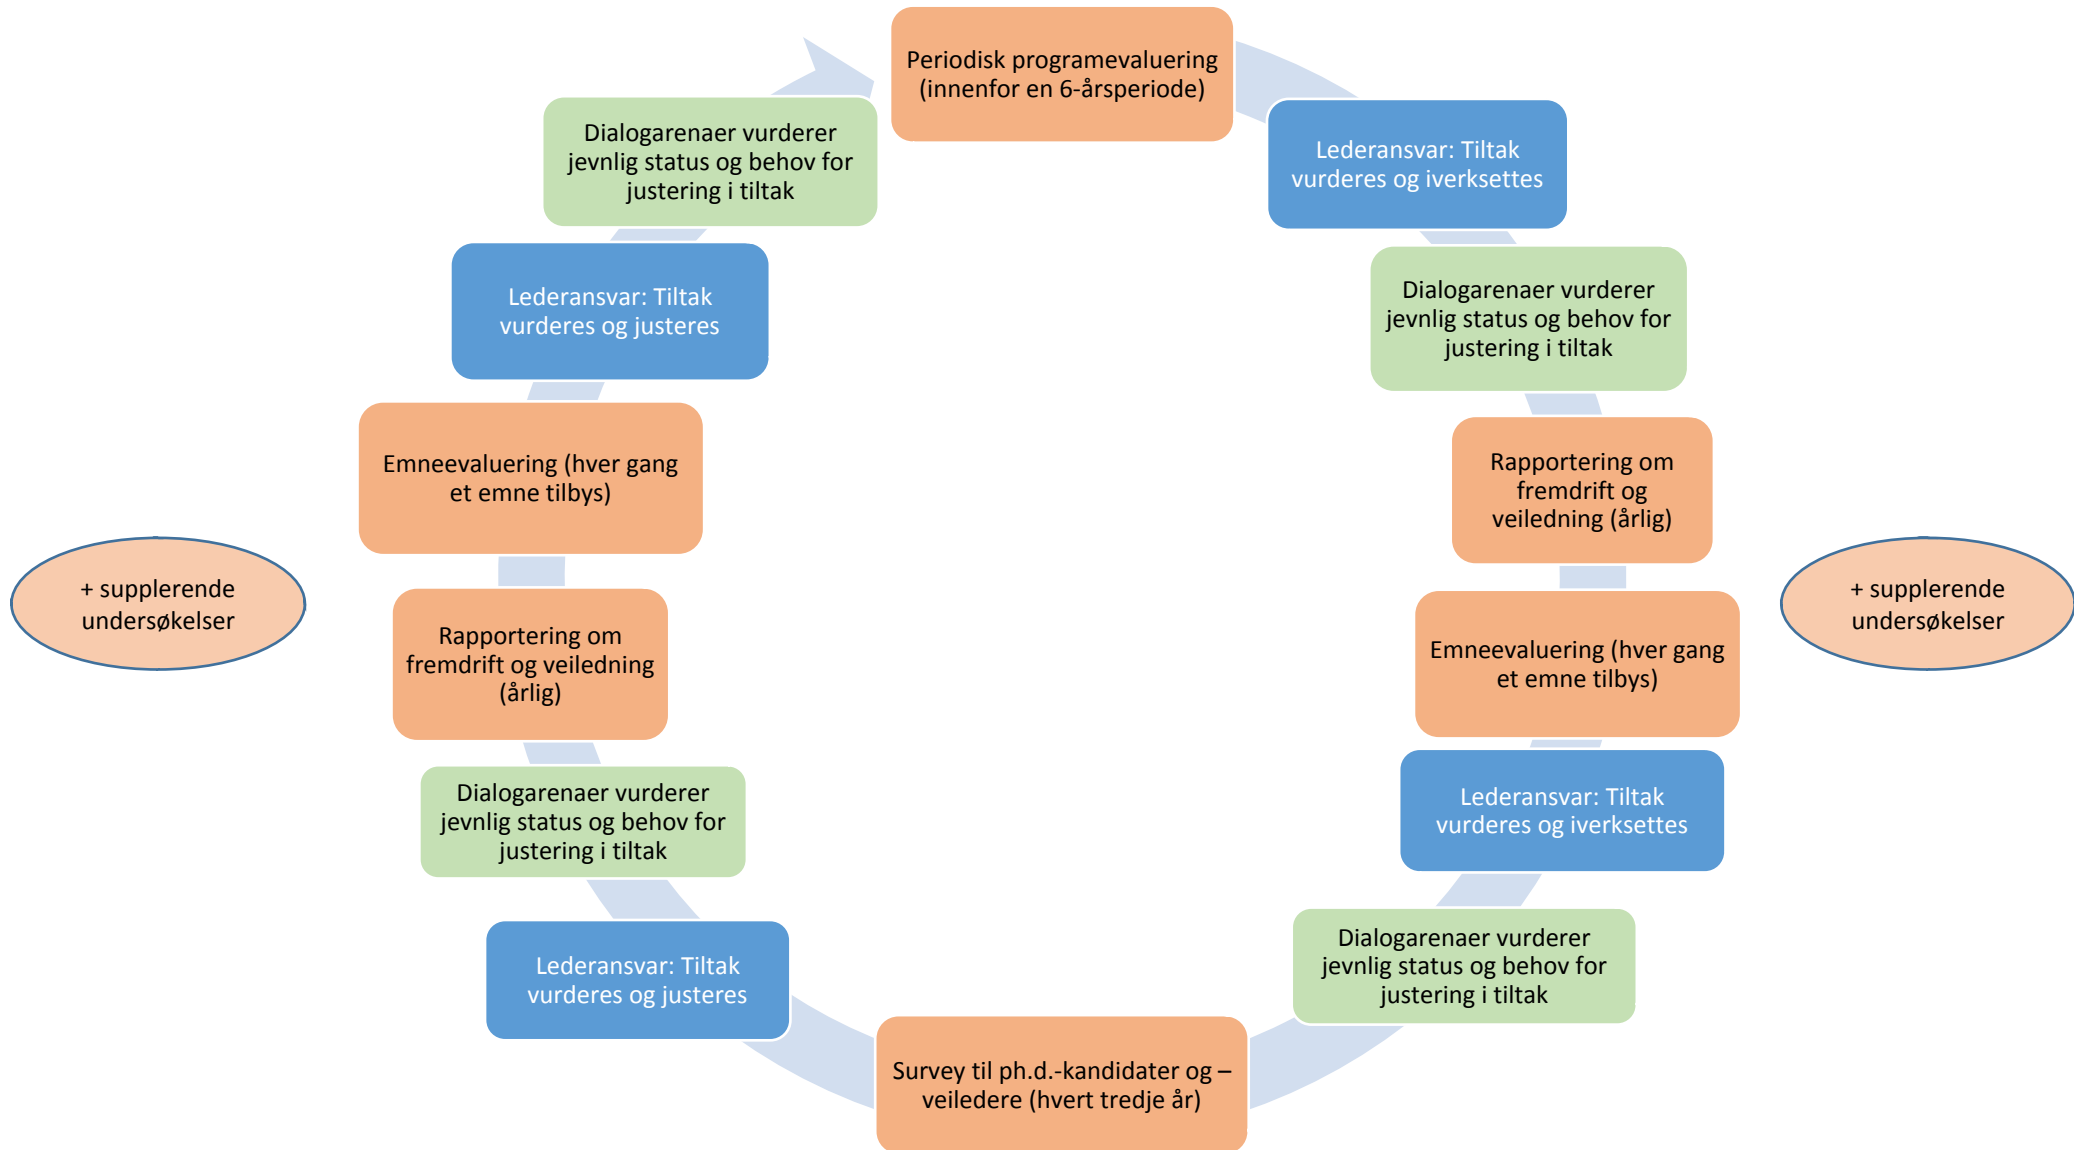 Periodisk programevaluering
(innenfor en 6-årsperiode)
Lederansvar: Tiltak
vurderes og iverksettes
Dialogarenaer vurderer
jevnlig status og behov for
justering i tiltak
Rapportering om
fremdrift og
veiledning (årlig)
Emneevaluering (hver gang
et emne tilbys)
Lederansvar: Tiltak
vurderes og iverksettes
Dialogarenaer vurderer
jevnlig status og behov for
justering i tiltak
Survey til ph.d.-kandidater og –
veiledere (hvert tredje år)
Lederansvar: Tiltak
vurderes og justeres
Dialogarenaer vurderer
jevnlig status og behov for
justering i tiltak
Rapportering om
fremdrift og veiledning
(årlig)
Emneevaluering (hver gang
et emne tilbys)
Lederansvar: Tiltak
vurderes og justeres
Dialogarenaer vurderer
jevnlig status og behov for
justering i tiltak
+ supplerende
undersøkelser
+ supplerende
undersøkelser